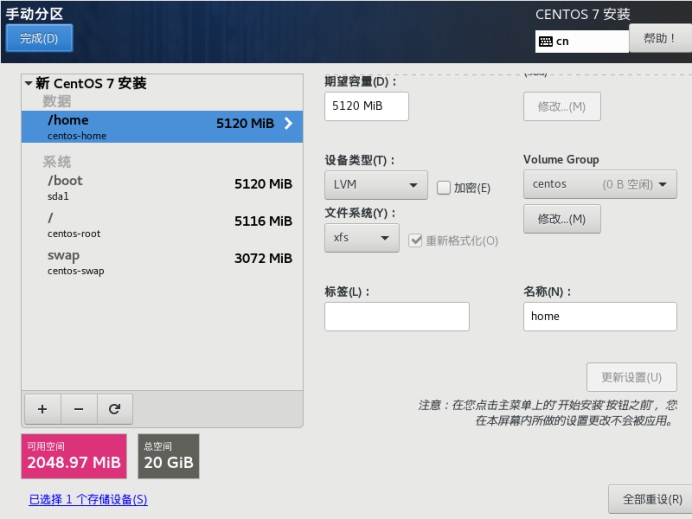 手动分区
CENTOS 7 安装
完成(D)
cn
帮助！
新 CentOS 7 安装
数据
/home
5120 MiB
centos-home
系统
/boot
5120 MiB
sda1
/
5116 MiB
centos-root
swap
3072 MiB
centos-swap
期望容量(D)：
5120 MiB
修改...(M)
设备类型(T)：
Volume Group
LVM
加密(E)
centos
(0 B 空闲)
文件系统(Y)：
修改...(M)
xfs
重新格式化(O)
标签(L)：
名称(N)：
home
更新设置(U)
注意：在您点击主菜单上的"开始安装"按钮之前，您
在本屏幕内所做的设置更改不会被应用。
+ −
可用空间
2048.97 MiB
总空间
20 GiB
已选择 1 个存储设备(S)
全部重设(R)